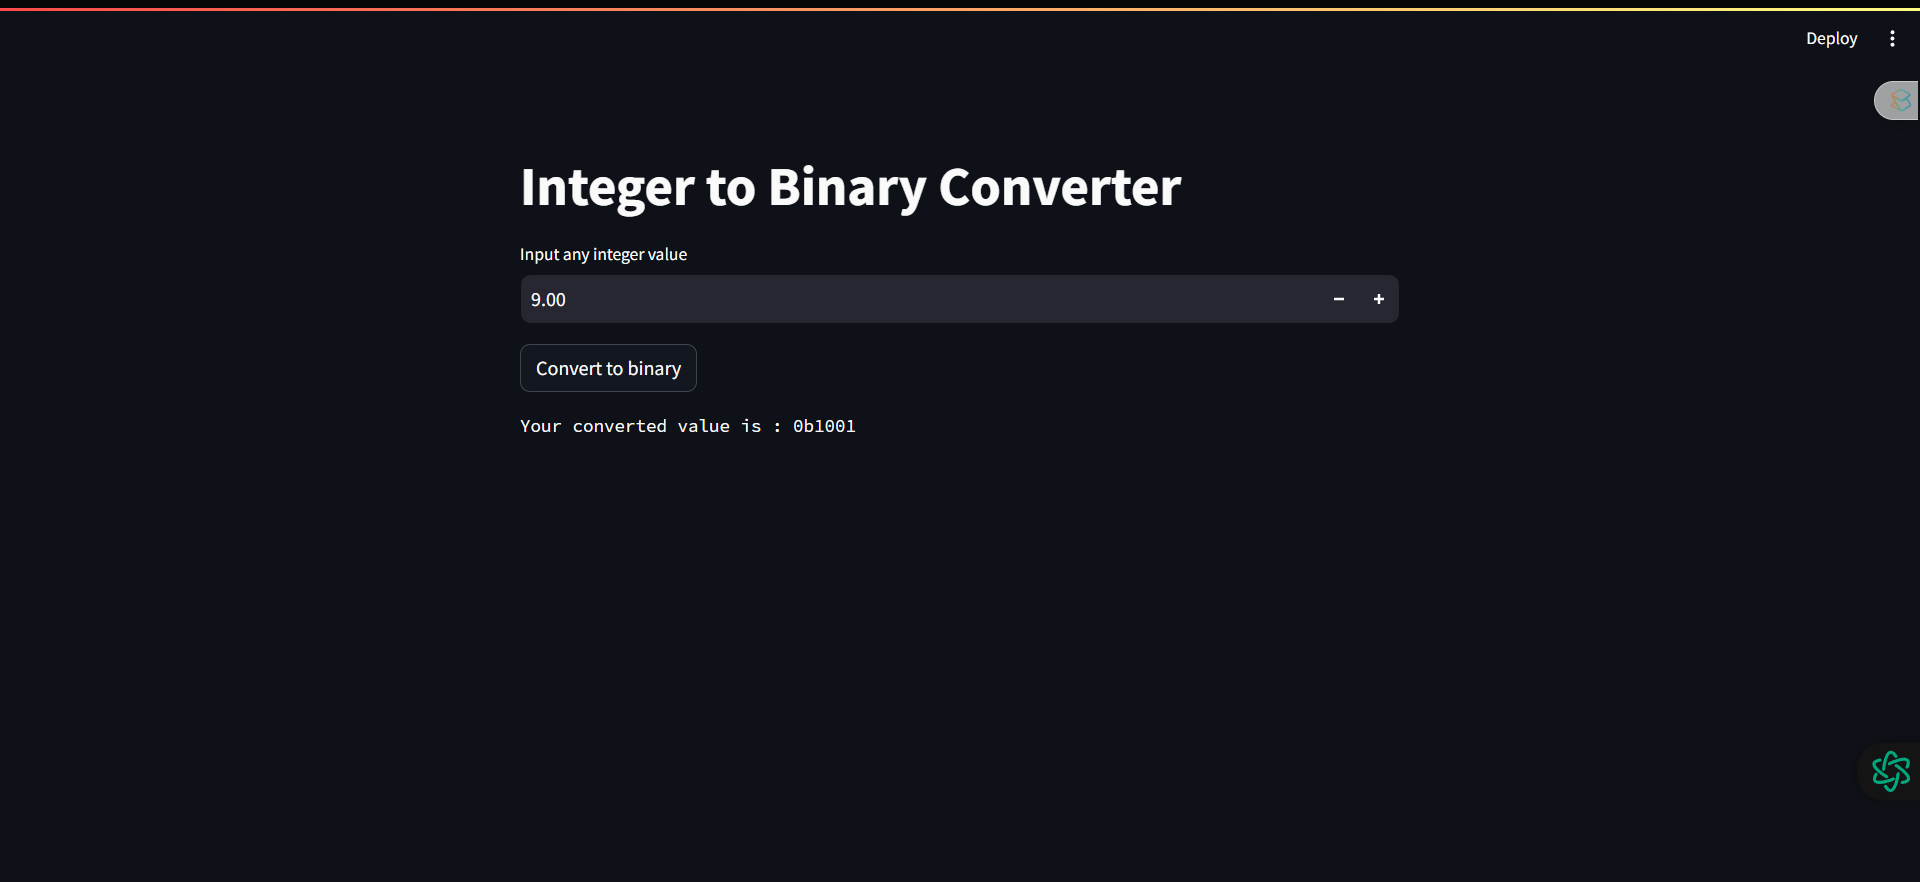 Deploy
Integer to Binary Converter
Input any integer value
9.00
Convert to binary
Your converted value is : 0b1001